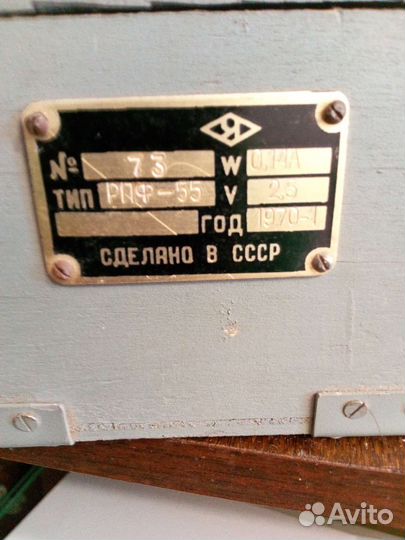 Я
№ 73 W 0,14А
ТИП РПФ-55 V 2,5
ГОД 1970-I
СДЕЛАНО В СССР
Avito